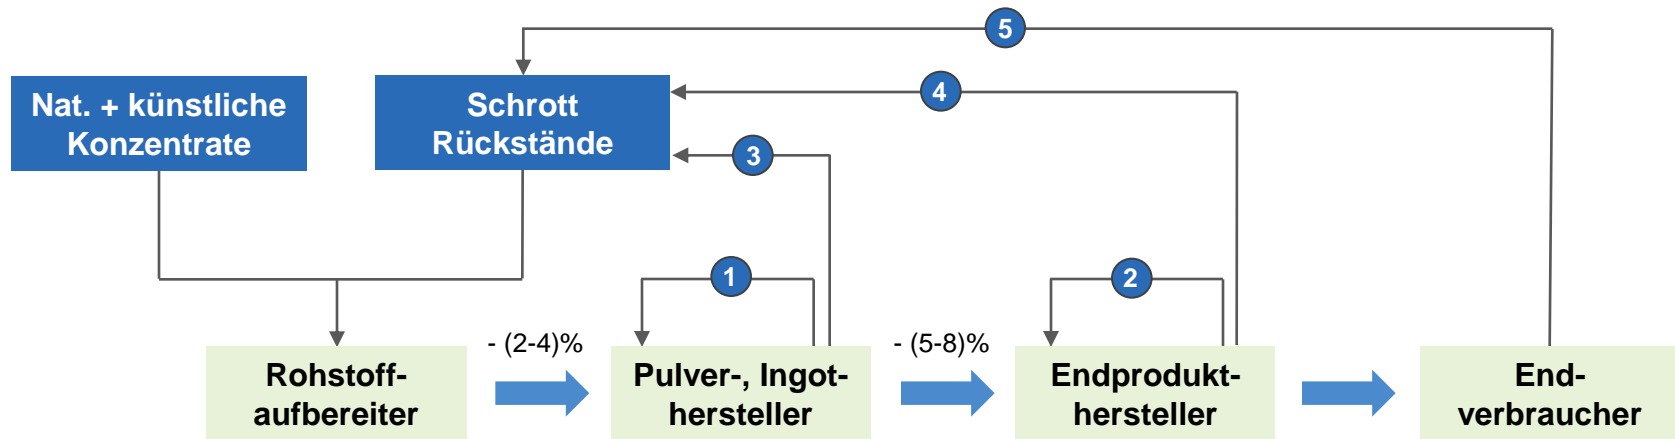 5
Nat. + künstliche
Konzentrate
Schrott
Rückstände
4
3
1
2
- (2-4)%
- (5-8)%
Rohstoff-
aufbereiter
Pulver-, Ingot-
hersteller
Endprodukt-
hersteller
End-
verbraucher